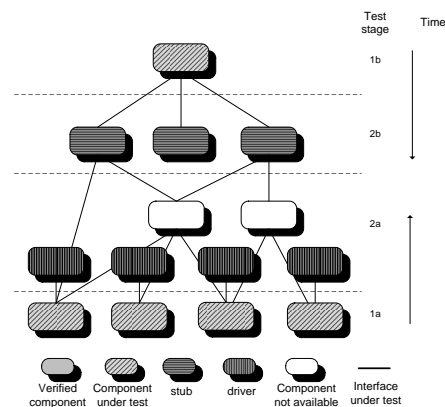 Test
stage
Time
1b
2b
2a
1a
Verified
component
Component
under test
stub
driver
Component
not available
Interface
under test